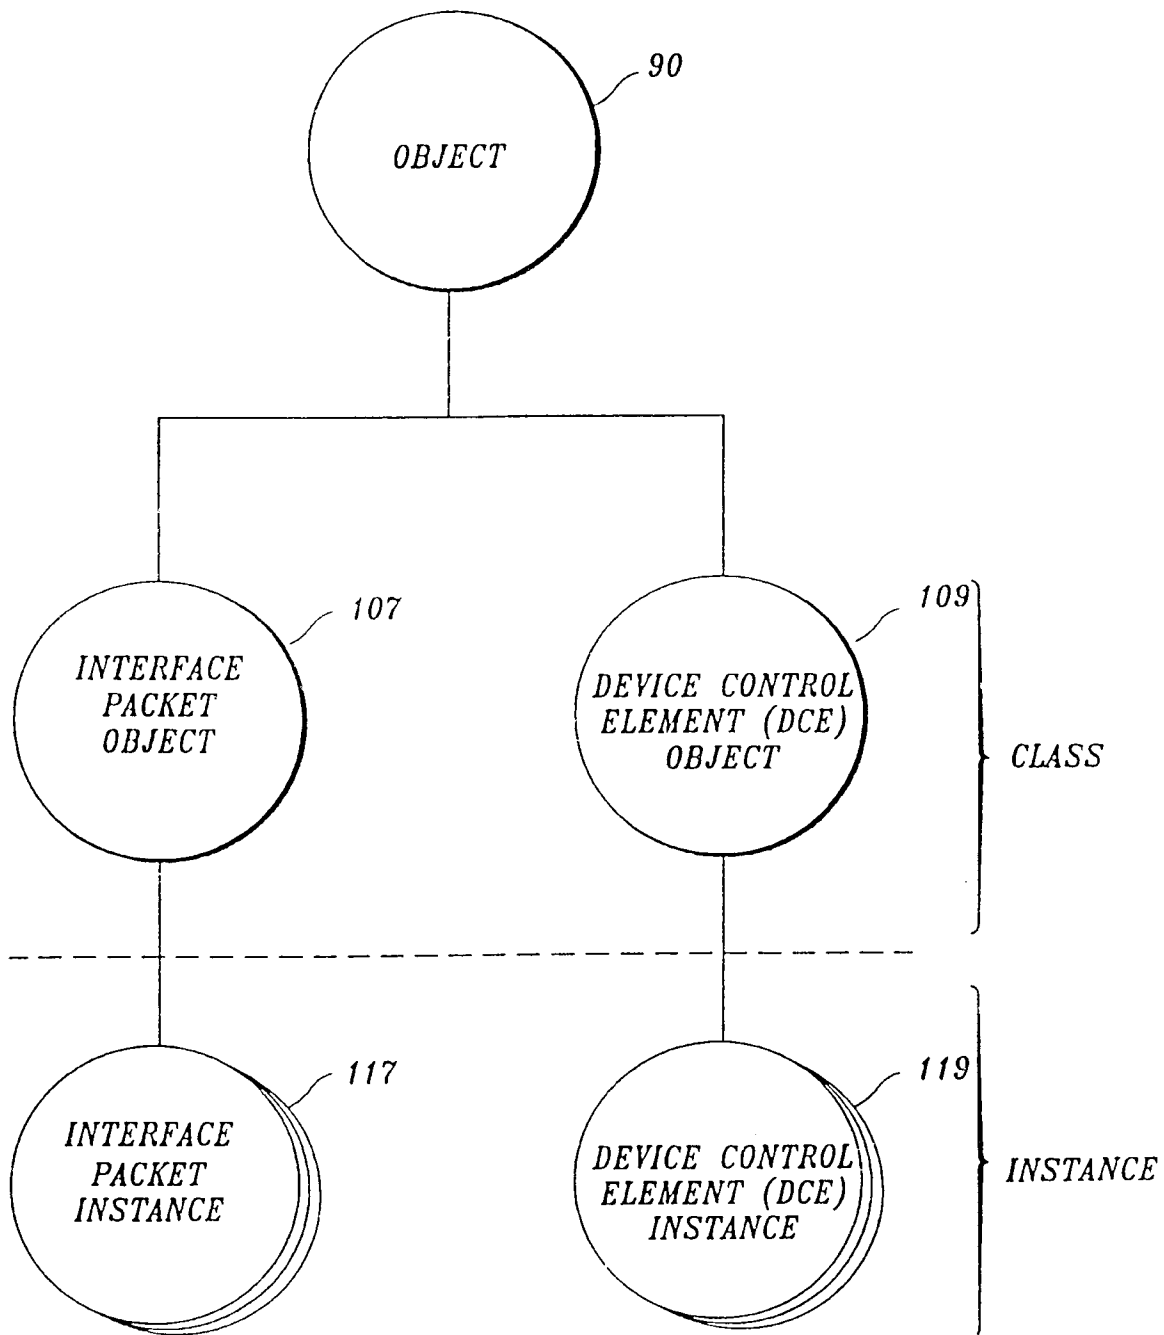 90
OBJECT
107
INTERFACE
PACKET
OBJECT
109
DEVICE CONTROL
ELEMENT (DCE)
OBJECT
CLASS
117
INTERFACE
PACKET
INSTANCE
119
DEVICE CONTROL
ELEMENT (DCE)
INSTANCE
INSTANCE